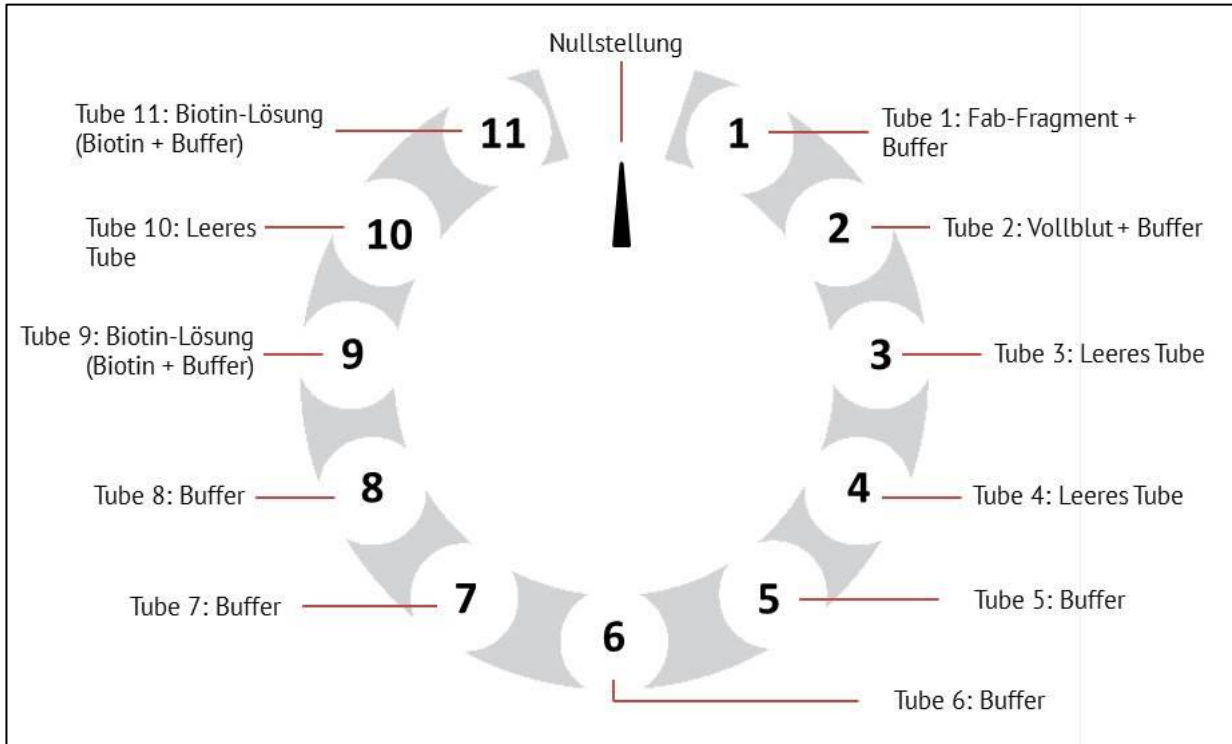 Nullstellung
Tube 11: Biotin-Lösung
(Biotin + Buffer)
11
1
Tube 1: Fab-Fragment +
Buffer
Tube 10: Leeres
Tube
10
2
Tube 2: Vollblut + Buffer
Tube 9: Biotin-Lösung
(Biotin + Buffer)
9
3
Tube 3: Leeres Tube
Tube 8: Buffer
8
4
Tube 4: Leeres Tube
Tube 7: Buffer
7
5
Tube 5: Buffer
6
Tube 6: Buffer